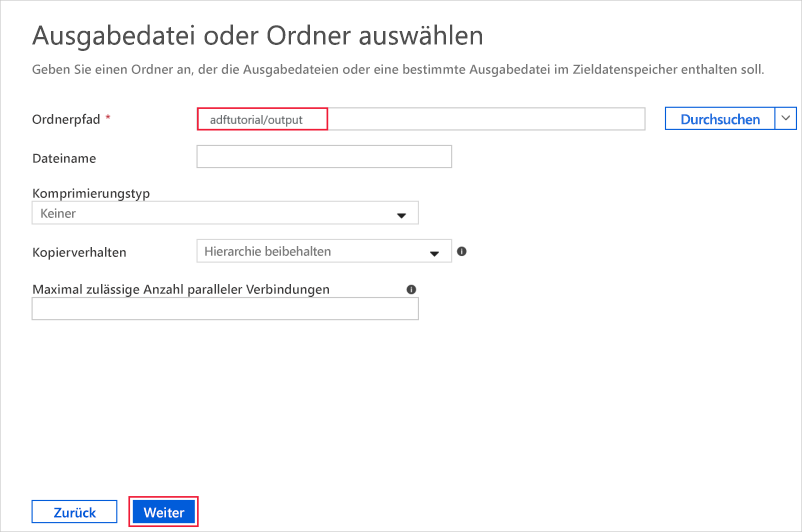 Ausgabedatei oder Ordner auswählen
Geben Sie einen Ordner an, der die Ausgabedateien oder eine bestimmte Ausgabedatei im Zieldatenspeicher enthalten soll.
Ordnerpfad * adftutorial/output Durchsuchen
Dateiname
Komprimierungstyp
Keiner
Kopierverhalten Hierarchie beibehalten
Maximal zulässige Anzahl paralleler Verbindungen
Zurück Weiter